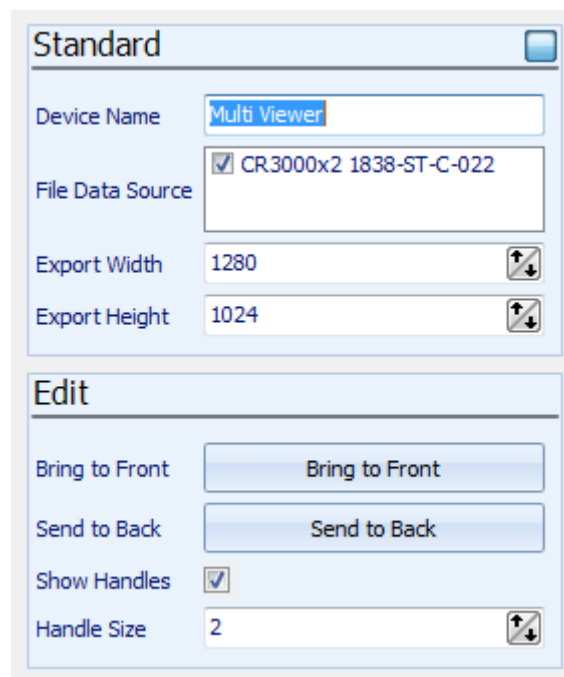 Standard
Device Name Multi Viewer
File Data Source CR3000x2 1838-ST-C-022
Export Width 1280
Export Height 1024
Edit
Bring to Front Bring to Front
Send to Back Send to Back
Show Handles
Handle Size 2